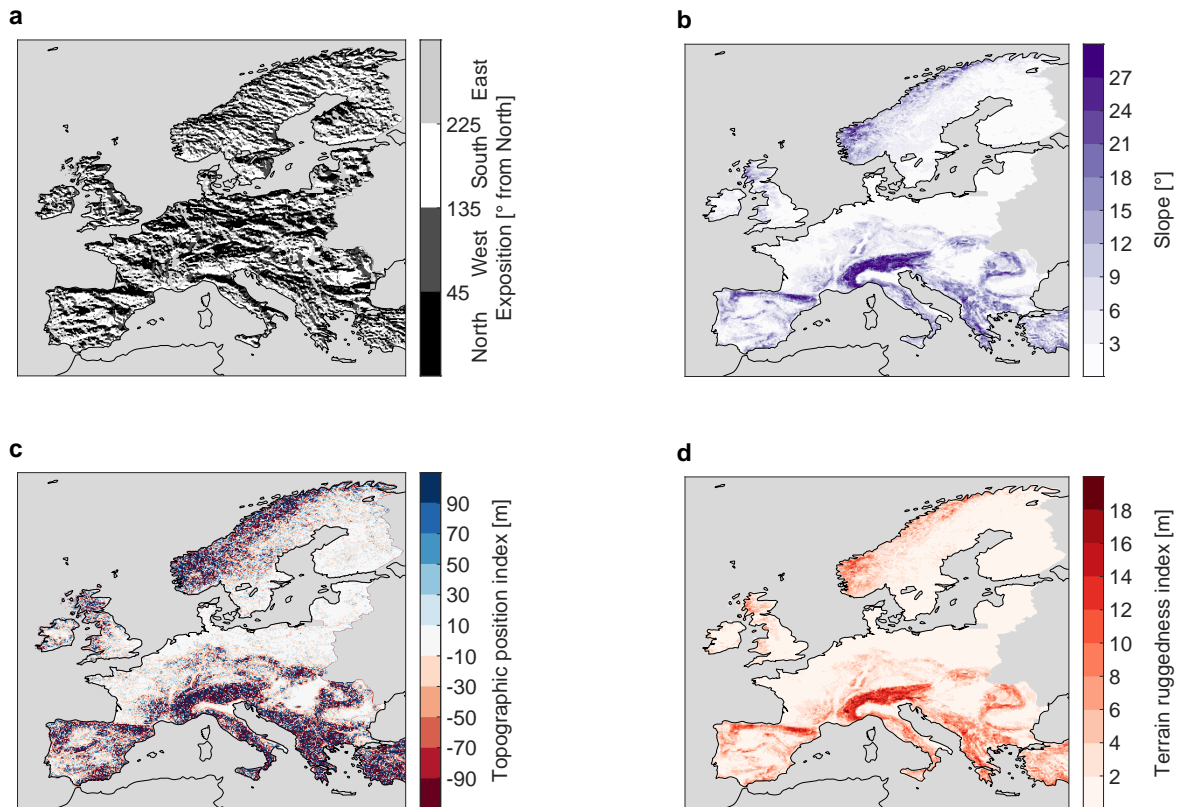 a
East
225
South
135
West
45
North
Exposition [° from North]
b
27
24
21
18
15
12
9
6
3
Slope [°]
c
90
70
50
30
10
-10
-30
-50
-70
-90
Topographic position index [m]
d
18
16
14
12
10
8
6
4
2
Terrain ruggedness index [m]